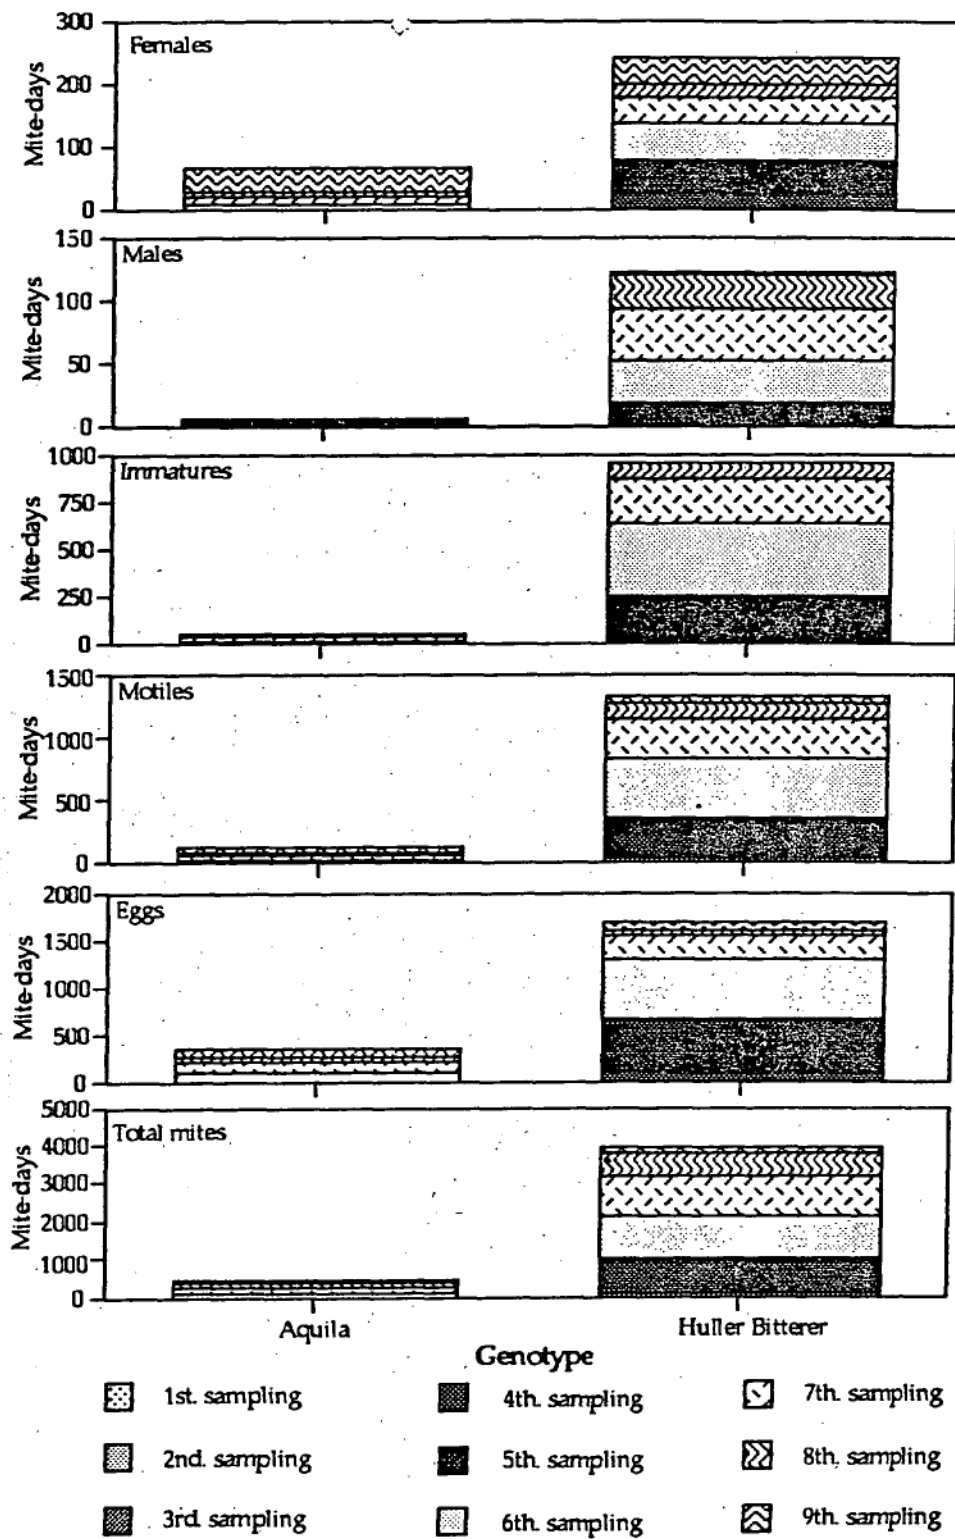 Females
Mite-days
300
200
100
0
Males
Mite-days
150
100
50
0
Immatures
Mite-days
1000
750
500
250
0
Motiles
Mite-days
1500
1000
500
0
Eggs
Mite-days
2000
1500
1000
500
0
Total mites
Mite-days
5000
4000
3000
2000
1000
0
Aquila Huller Bitterer
Genotype
1st. sampling 4th. sampling 7th. sampling
2nd. sampling 5th. sampling 8th. sampling
3rd. sampling 6th. sampling 9th. sampling